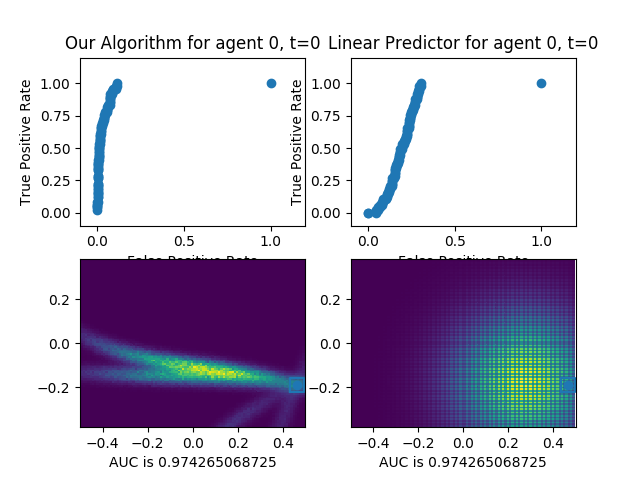 Our Algorithm for agent 0, t=0
Linear Predictor for agent 0, t=0
True Positive Rate
1.00
0.75
0.50
0.25
0.00
0.0 0.5 1.0
False Positive Rate
True Positive Rate
1.00
0.75
0.50
0.25
0.00
0.0 0.5 1.0
False Positive Rate
0.2
0.0
−0.2
−0.4 −0.2 0.0 0.2 0.4
AUC is 0.974265068725
0.2
0.0
−0.2
−0.4 −0.2 0.0 0.2 0.4
AUC is 0.974265068725